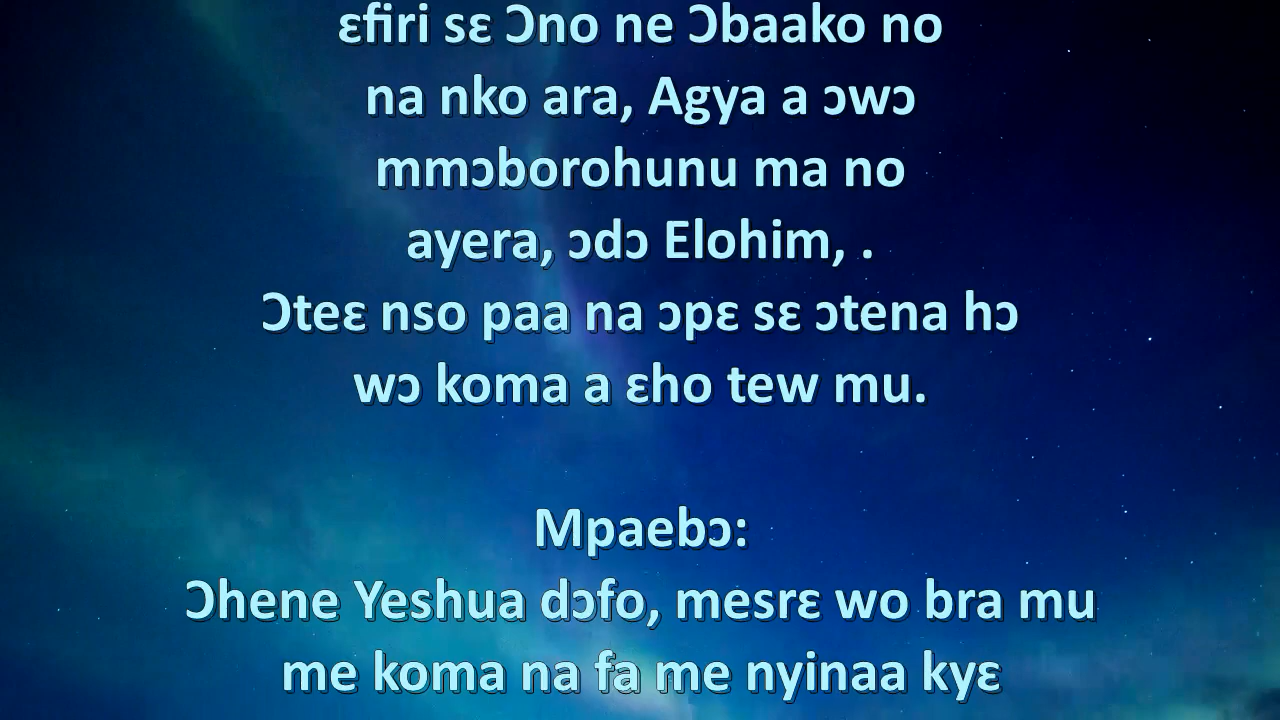 ɛfiri sɛ Ɔno ne Ɔbaako no
na nko ara, Agya a ɔwɔ
mmɔborohunu ma no
ayera, ɔdɔ Elohim, .
Ɔteɛ nso paa na ɔpɛ sɛ ɔtena hɔ
wɔ koma a ɛho tew mu.
Mpaebɔ:
Ɔhene Yeshua dɔfo, mesrɛ wo bra mu
me koma na fa me nyinaa kyɛ